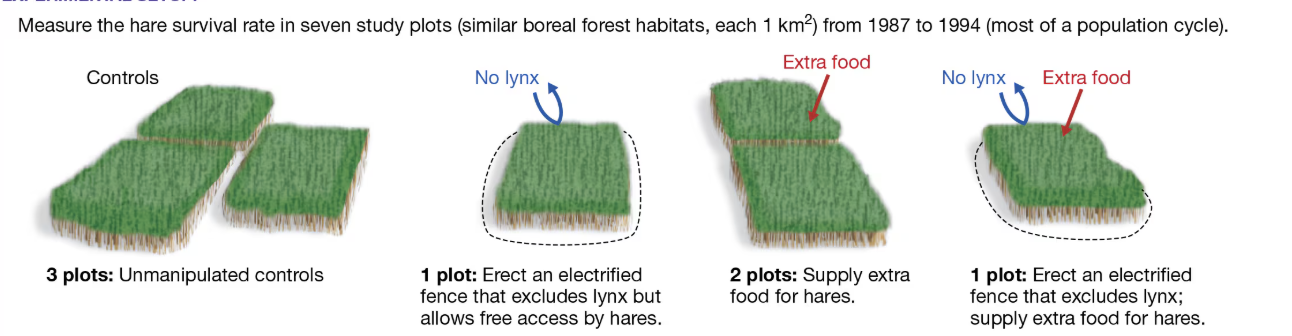 Measure the hare survival rate in seven study plots (similar boreal forest habitats, each 1 km²) from 1987 to 1994 (most of a population cycle).
Controls
No lynx
Extra food
No lynx
Extra food
3 plots: Unmanipulated controls
1 plot: Erect an electrified
fence that excludes lynx but
allows free access by hares.
2 plots: Supply extra
food for hares.
1 plot: Erect an electrified
fence that excludes lynx;
supply extra food for hares.